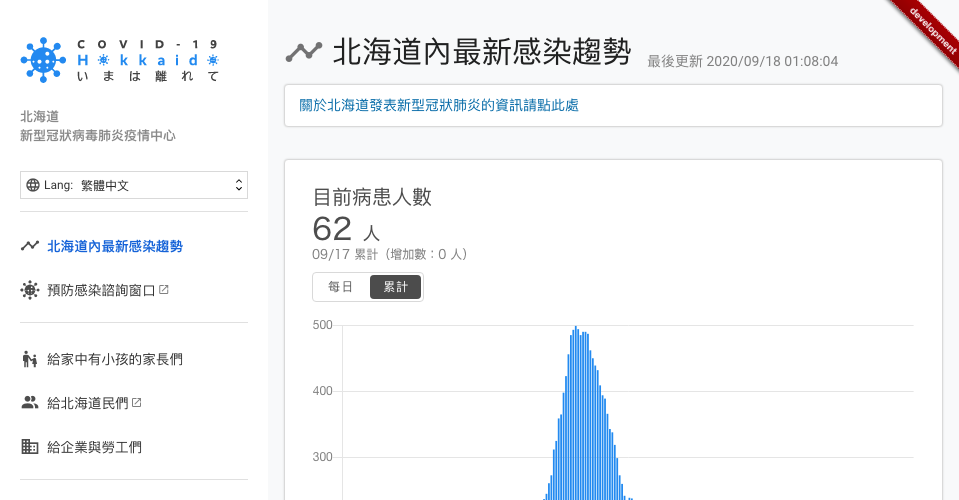 COVID-19
Hokkaido
いまは離れて
北海道
新型冠狀病毒肺炎疫情中心
Lang: 繁體中文
北海道內最新感染趨勢
預防感染諮詢窗口
給家中有小孩的家長們
給北海道民們
給企業與勞工們
development
北海道內最新感染趨勢
最後更新 2020/09/18 01:08:04
關於北海道發表新型冠狀肺炎的資訊請點此處
目前病患人數
62 人
09/17 累計（增加數：0 人）
每日 累計
500
400
300